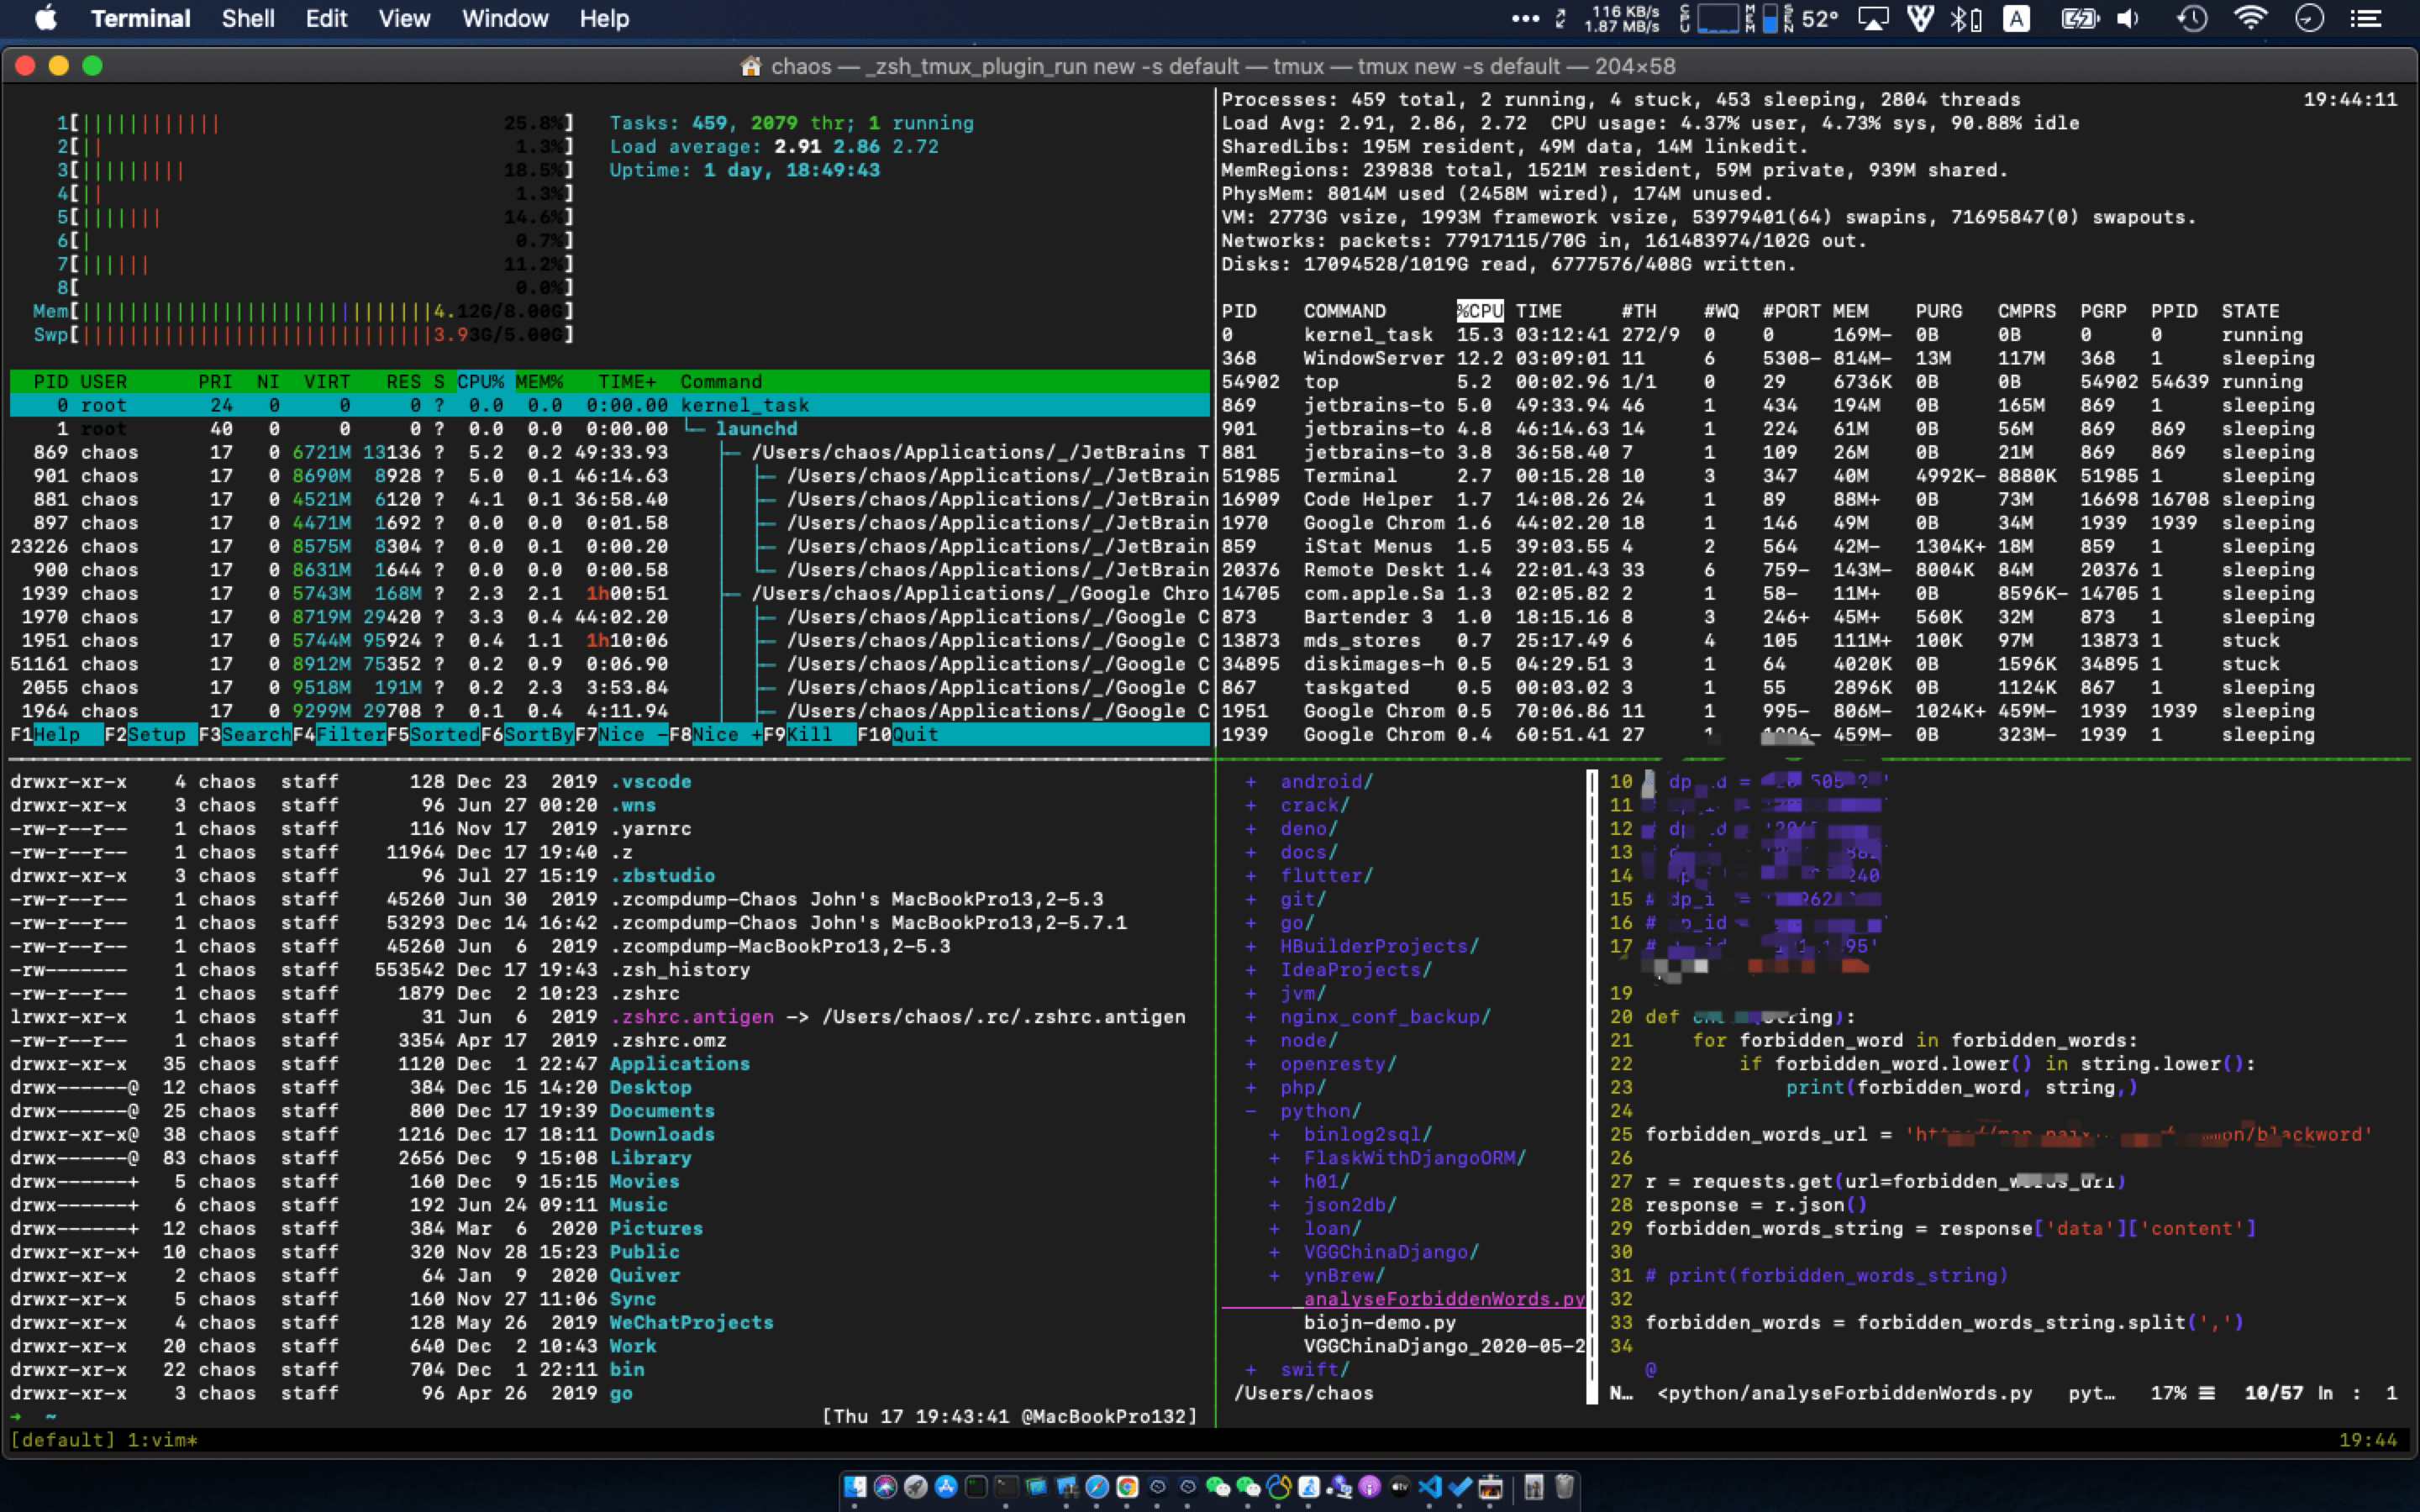 Terminal Shell Edit View Window Help 116 KB/s 1.87 MB/s CPU MEM SEN 52° A
chaos — _zsh_tmux_plugin_run new -s default — tmux — tmux new -s default — 204×58
1[||||||||||||| 25.8%] Tasks: 459, 2079 thr; 1 running
2[|| 1.3%] Load average: 2.91 2.86 2.72
3[||||||||| 18.5%] Uptime: 1 day, 18:49:43
4[|| 1.3%]
5[||||||| 14.6%]
6[| 0.7%]
7[|||||| 11.2%]
8[ 0.0%]
Mem[||||||||||||||||||||||||||||||4.12G/8.00G]
Swp[||||||||||||||||||||||||||||||3.93G/5.00G]
PID USER PRI NI VIRT RES S CPU% MEM% TIME+ Command
0 root 24 0 0 0 ? 0.0 0.0 0:00.00 kernel_task
1 root 40 0 0 0 ? 0.0 0.0 0:00.00 └─ launchd
869 chaos 17 0 6721M 13136 ? 5.2 0.2 49:33.93 ├─ /Users/chaos/Applications/_/JetBrains T
901 chaos 17 0 8690M 8928 ? 5.0 0.1 46:14.63 │ ├─ /Users/chaos/Applications/_/JetBrain
881 chaos 17 0 4521M 6120 ? 4.1 0.1 36:58.40 │ ├─ /Users/chaos/Applications/_/JetBrain
897 chaos 17 0 4471M 1692 ? 0.0 0.0 0:01.58 │ ├─ /Users/chaos/Applications/_/JetBrain
23226 chaos 17 0 8575M 8304 ? 0.0 0.1 0:00.20 │ ├─ /Users/chaos/Applications/_/JetBrain
900 chaos 17 0 8631M 1644 ? 0.0 0.0 0:00.58 │ └─ /Users/chaos/Applications/_/JetBrain
1939 chaos 17 0 5743M 168M ? 2.3 2.1 1h00:51 ├─ /Users/chaos/Applications/_/Google Chro
1970 chaos 17 0 8719M 29420 ? 3.3 0.4 44:02.20 │ ├─ /Users/chaos/Applications/_/Google C
1951 chaos 17 0 5744M 95924 ? 0.4 1.1 1h10:06 │ ├─ /Users/chaos/Applications/_/Google C
51161 chaos 17 0 8912M 75352 ? 0.2 0.9 0:06.90 │ ├─ /Users/chaos/Applications/_/Google C
2055 chaos 17 0 9518M 191M ? 0.2 2.3 3:53.84 │ ├─ /Users/chaos/Applications/_/Google C
1964 chaos 17 0 9299M 29708 ? 0.1 0.4 4:11.94 │ ├─ /Users/chaos/Applications/_/Google C
F1Help F2Setup F3SearchF4FilterF5SortedF6SortByF7Nice -F8Nice +F9Kill F10Quit
Processes: 459 total, 2 running, 4 stuck, 453 sleeping, 2804 threads 19:44:11
Load Avg: 2.91, 2.86, 2.72 CPU usage: 4.37% user, 4.73% sys, 90.88% idle
SharedLibs: 195M resident, 49M data, 14M linkedit.
MemRegions: 239838 total, 1521M resident, 59M private, 939M shared.
PhysMem: 8014M used (2458M wired), 174M unused.
VM: 2773G vsize, 1993M framework vsize, 53979401(64) swapins, 71695847(0) swapouts.
Networks: packets: 77917115/70G in, 161483974/102G out.
Disks: 17094528/1019G read, 6777576/408G written.
PID COMMAND %CPU TIME #TH #WQ #PORT MEM PURG CMPRS PGRP PPID STATE
0 kernel_task 15.3 03:12:41 272/9 0 0 169M- 0B 0B 0 0 running
368 WindowServer 12.2 03:09:01 11 6 5308- 814M- 13M 117M 368 1 sleeping
54902 top 5.2 00:02.96 1/1 0 29 6736K 0B 0B 54902 54639 running
869 jetbrains-to 5.0 49:33.94 46 1 434 194M 0B 165M 869 1 sleeping
901 jetbrains-to 4.8 46:14.63 14 1 224 61M 0B 56M 869 869 sleeping
881 jetbrains-to 3.8 36:58.40 7 1 109 26M 0B 21M 869 869 sleeping
51985 Terminal 2.7 00:15.28 10 3 347 40M 4992K- 8880K 51985 1 sleeping
16909 Code Helper 1.7 14:08.26 24 1 89 88M+ 0B 73M 16698 16708 sleeping
1970 Google Chrom 1.6 44:02.20 18 1 146 49M 0B 34M 1939 1939 sleeping
859 iStat Menus 1.5 39:03.55 4 2 564 42M- 1304K+ 18M 859 1 sleeping
20376 Remote Deskt 1.4 22:01.43 33 6 759- 143M- 8004K 84M 20376 1 sleeping
14705 com.apple.Sa 1.3 02:05.82 2 1 58- 11M+ 0B 8596K- 14705 1 sleeping
873 Bartender 3 1.0 18:15.16 8 3 246+ 45M+ 560K 32M 873 1 sleeping
13873 mds_stores 0.7 25:17.49 6 4 105 111M+ 100K 97M 13873 1 stuck
34895 diskimages-h 0.5 04:29.51 3 1 64 4020K 0B 1596K 34895 1 stuck
867 taskgated 0.5 00:03.02 3 1 55 2896K 0B 1124K 867 1 sleeping
1951 Google Chrom 0.5 70:06.86 11 1 995- 806M- 1024K+ 459M- 1939 1939 sleeping
1939 Google Chrom 0.4 60:51.41 27 459M- 0B 323M- 1939 1 sleeping
drwxr-xr-x 4 chaos staff 128 Dec 23 2019 .vscode
drwxr-xr-x 3 chaos staff 96 Jun 27 00:20 .wns
-rw-r--r-- 1 chaos staff 116 Nov 17 2019 .yarnrc
-rw-r--r-- 1 chaos staff 11964 Dec 17 19:40 .z
drwxr-xr-x 3 chaos staff 96 Jul 27 15:19 .zbstudio
-rw-r--r-- 1 chaos staff 45260 Jun 30 2019 .zcompdump-Chaos John's MacBookPro13,2-5.3
-rw-r--r-- 1 chaos staff 53293 Dec 14 16:42 .zcompdump-Chaos John's MacBookPro13,2-5.7.1
-rw-r--r-- 1 chaos staff 45260 Jun 6 2019 .zcompdump-MacBookPro13,2-5.3
-rw------- 1 chaos staff 553542 Dec 17 19:43 .zsh_history
-rw-r--r-- 1 chaos staff 1879 Dec 2 10:23 .zshrc
lrwxr-xr-x 1 chaos staff 31 Jun 6 2019 .zshrc.antigen -> /Users/chaos/.rc/.zshrc.antigen
-rw-r--r-- 1 chaos staff 3354 Apr 17 2019 .zshrc.omz
drwxr-xr-x 35 chaos staff 1120 Dec 1 22:47 Applications
drwx------@ 12 chaos staff 384 Dec 15 14:20 Desktop
drwx------@ 25 chaos staff 800 Dec 17 19:39 Documents
drwxr-xr-x@ 38 chaos staff 1216 Dec 17 18:11 Downloads
drwx------@ 83 chaos staff 2656 Dec 9 15:08 Library
drwx------+ 5 chaos staff 160 Dec 9 15:15 Movies
drwx------+ 6 chaos staff 192 Jun 24 09:11 Music
drwx------+ 12 chaos staff 384 Mar 6 2020 Pictures
drwxr-xr-x+ 10 chaos staff 320 Nov 28 15:23 Public
drwxr-xr-x 2 chaos staff 64 Jan 9 2020 Quiver
drwxr-xr-x 5 chaos staff 160 Nov 27 11:06 Sync
drwxr-xr-x 4 chaos staff 128 May 26 2019 WeChatProjects
drwxr-xr-x 20 chaos staff 640 Dec 2 10:43 Work
drwxr-xr-x 22 chaos staff 704 Dec 1 22:11 bin
drwxr-xr-x 3 chaos staff 96 Apr 26 2019 go
→ ~ [Thu 17 19:43:41 @MacBookPro132]
+ android/
+ crack/
+ deno/
+ docs/
+ flutter/
+ git/
+ go/
+ HBuilderProjects/
+ IdeaProjects/
+ jvm/
+ nginx_conf_backup/
+ node/
+ openresty/
+ php/
- python/
+ binlog2sql/
+ FlaskWithDjangoORM/
+ h01/
+ json2db/
+ loan/
+ VGGChinaDjango/
+ ynBrew/
_analyseForbiddenWords.py
biojn-demo.py
VGGChinaDjango_2020-05-2
+ swift/
/Users/chaos
10
11
12
13
14
15 #
16 #
17 #
19
20 def
21 for forbidden_word in forbidden_words:
22 if forbidden_word.lower() in string.lower():
23 print(forbidden_word, string,)
24
25 forbidden_words_url =
26
27 r = requests.get(url=forbidden_words_url)
28 response = r.json()
29 forbidden_words_string = response['data']['content']
30
31 # print(forbidden_words_string)
32
33 forbidden_words = forbidden_words_string.split(',')
34
@
N… <python/analyseForbiddenWords.py pyt… 17% ☰ 10/57 ln : 1
[default] 1:vim* 19:44